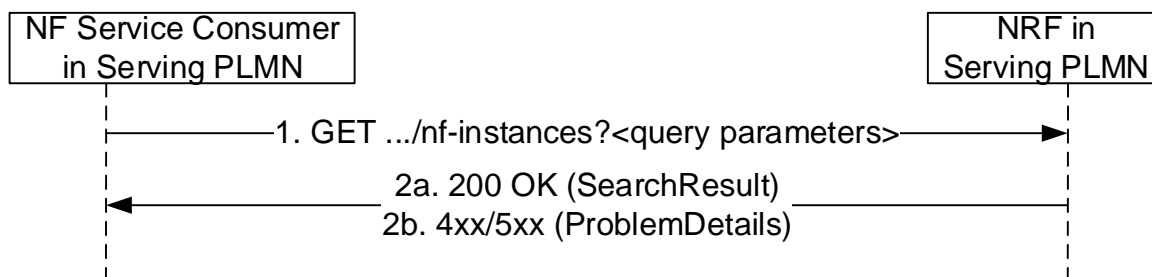 NF Service Consumer
in Serving PLMN
NRF in
Serving PLMN
1. GET .../nf-instances?<query parameters>
2a. 200 OK (SearchResult)
2b. 4xx/5xx (ProblemDetails)